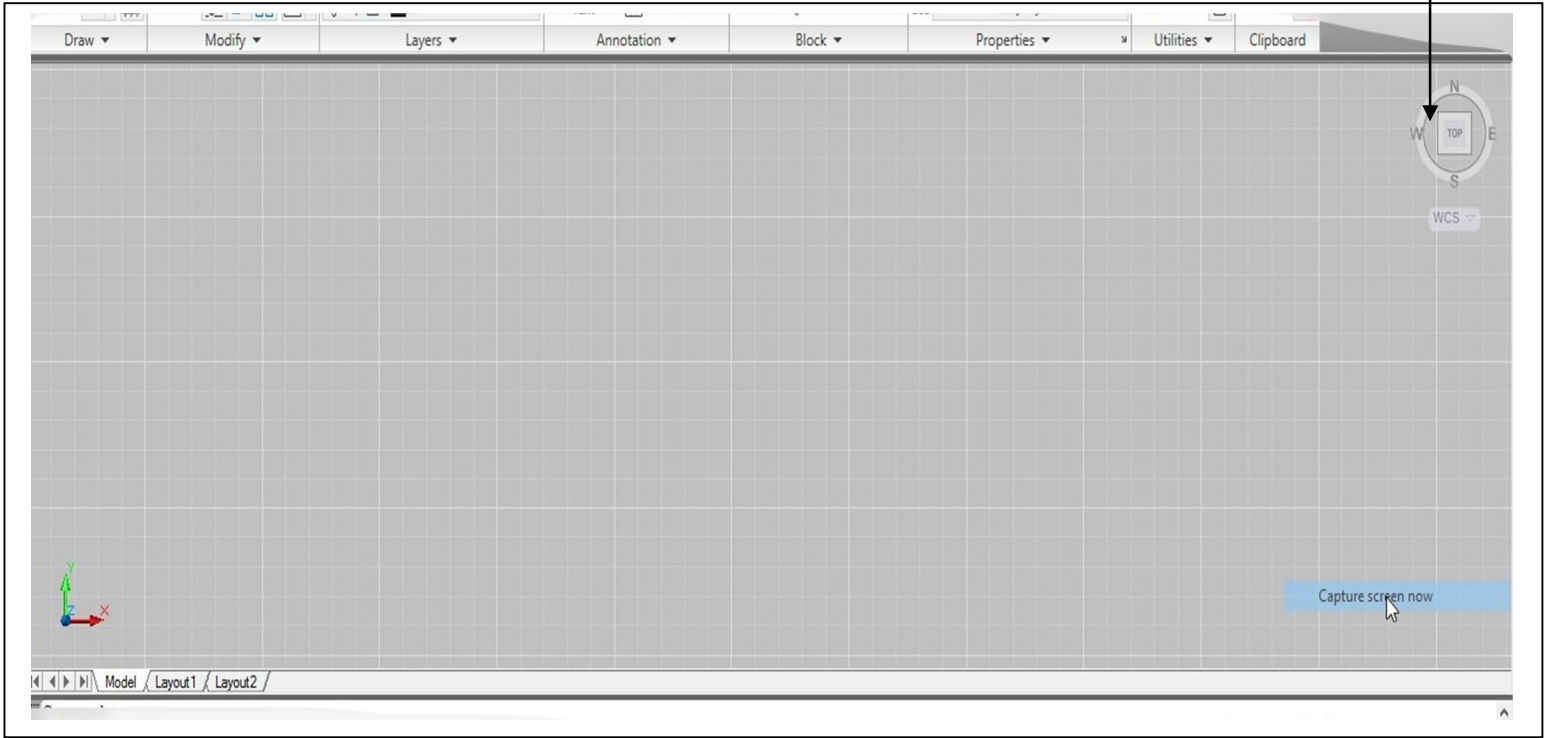 Draw Modify Layers Annotation Block Properties Utilities Clipboard
N
W TOP E
S
WCS
Y
Z X
Capture screen now
Model Layout1 Layout2